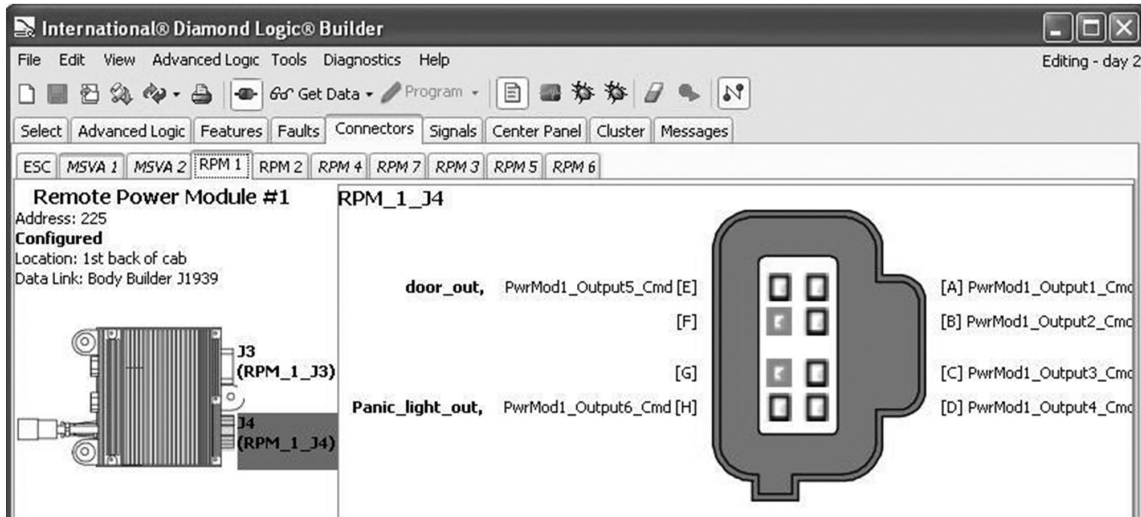 International® Diamond Logic® Builder
File Edit View Advanced Logic Tools Diagnostics Help Editing - day 2
Get Data Program
Select Advanced Logic Features Faults Connectors Signals Center Panel Cluster Messages
ESC MSVA 1 MSVA 2 RPM 1 RPM 2 RPM 4 RPM 7 RPM 3 RPM 5 RPM 6
Remote Power Module #1
Address: 225
Configured
Location: 1st back of cab
Data Link: Body Builder J1939
J3
(RPM_1_J3)
J4
(RPM_1_J4)
RPM_1_J4
door_out, PwrMod1_Output5_Cmd [E]
[F]
[G]
Panic_light_out, PwrMod1_Output6_Cmd [H]
[A] PwrMod1_Output1_Cmd
[B] PwrMod1_Output2_Cmd
[C] PwrMod1_Output3_Cmd
[D] PwrMod1_Output4_Cmd